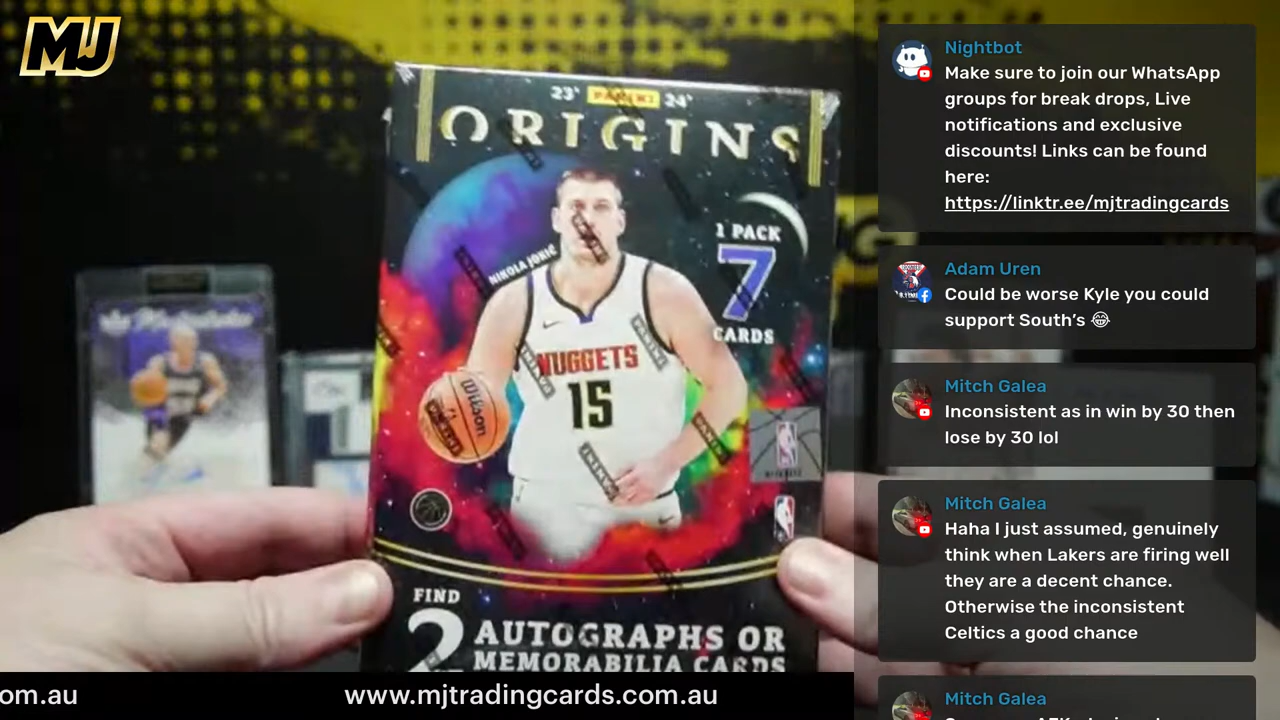 MJ
23' PANINI 24'
ORIGINS
1 PACK
7
CARDS
NIKOLA JOKIC
NUGGETS
15
Wilson
FIND
2 AUTOGRAPHS OR
MEMORABILIA CARDS
om.au
www.mjtradingcards.com.au
Nightbot
Make sure to join our WhatsApp
groups for break drops, Live
notifications and exclusive
discounts! Links can be found
here:
https://linktr.ee/mjtradingcards
Adam Uren
Could be worse Kyle you could
support South’s 😂
Mitch Galea
Inconsistent as in win by 30 then
lose by 30 lol
Mitch Galea
Haha I just assumed, genuinely
think when Lakers are firing well
they are a decent chance.
Otherwise the inconsistent
Celtics a good chance
Mitch Galea